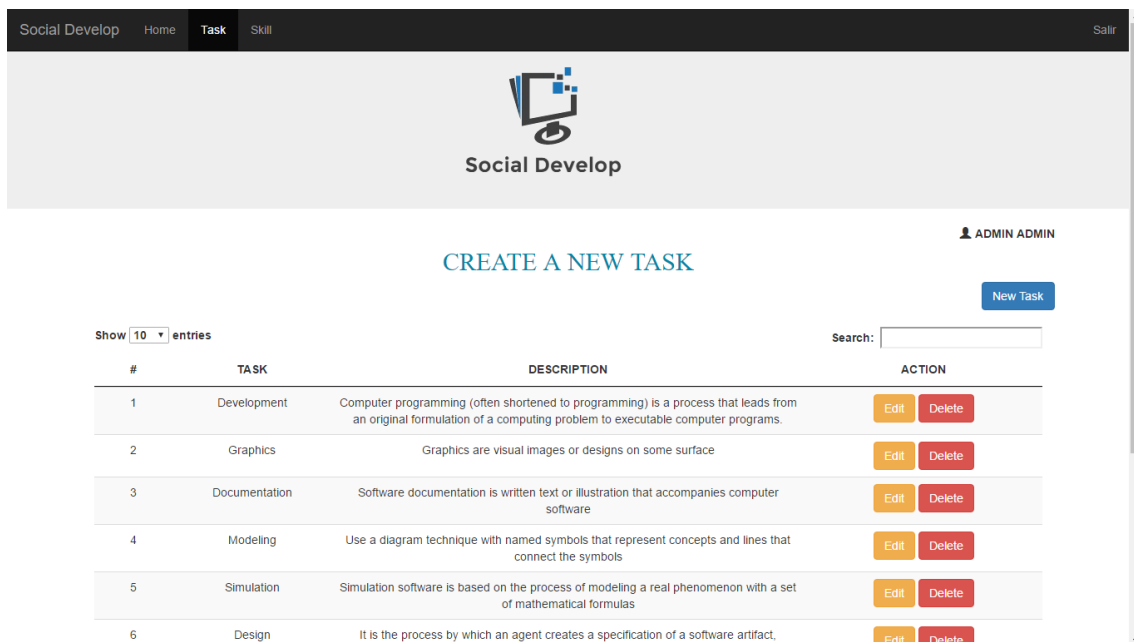 Social Develop Home Task Skill Salir
Social Develop
ADMIN ADMIN
CREATE A NEW TASK
New Task
Show 10 entries Search:
# TASK DESCRIPTION ACTION
1 Development Computer programming (often shortened to programming) is a process that leads from Edit Delete
an original formulation of a computing problem to executable computer programs.
2 Graphics Graphics are visual images or designs on some surface Edit Delete
3 Documentation Software documentation is written text or illustration that accompanies computer Edit Delete
software
4 Modeling Use a diagram technique with named symbols that represent concepts and lines that Edit Delete
connect the symbols
5 Simulation Simulation software is based on the process of modeling a real phenomenon with a set Edit Delete
of mathematical formulas
6 Design It is the process by which an agent creates a specification of a software artifact, Edit Delete